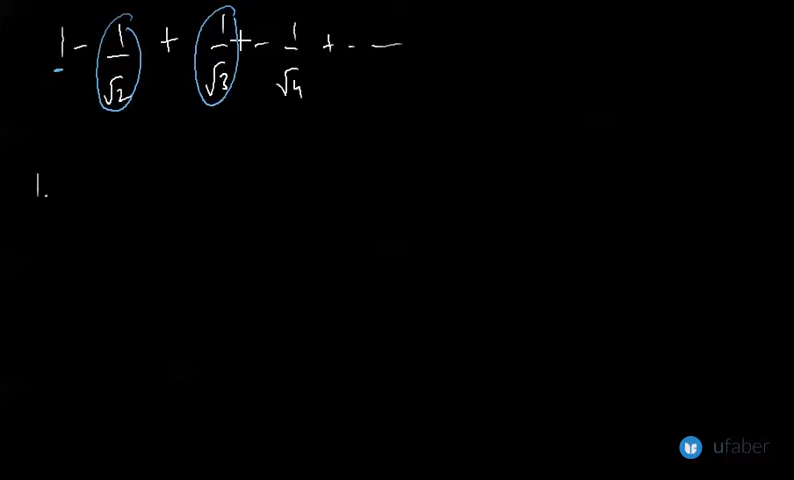 1 - 1/√2 + 1/√3 + - 1/√4 + - - —
1.
ufaber